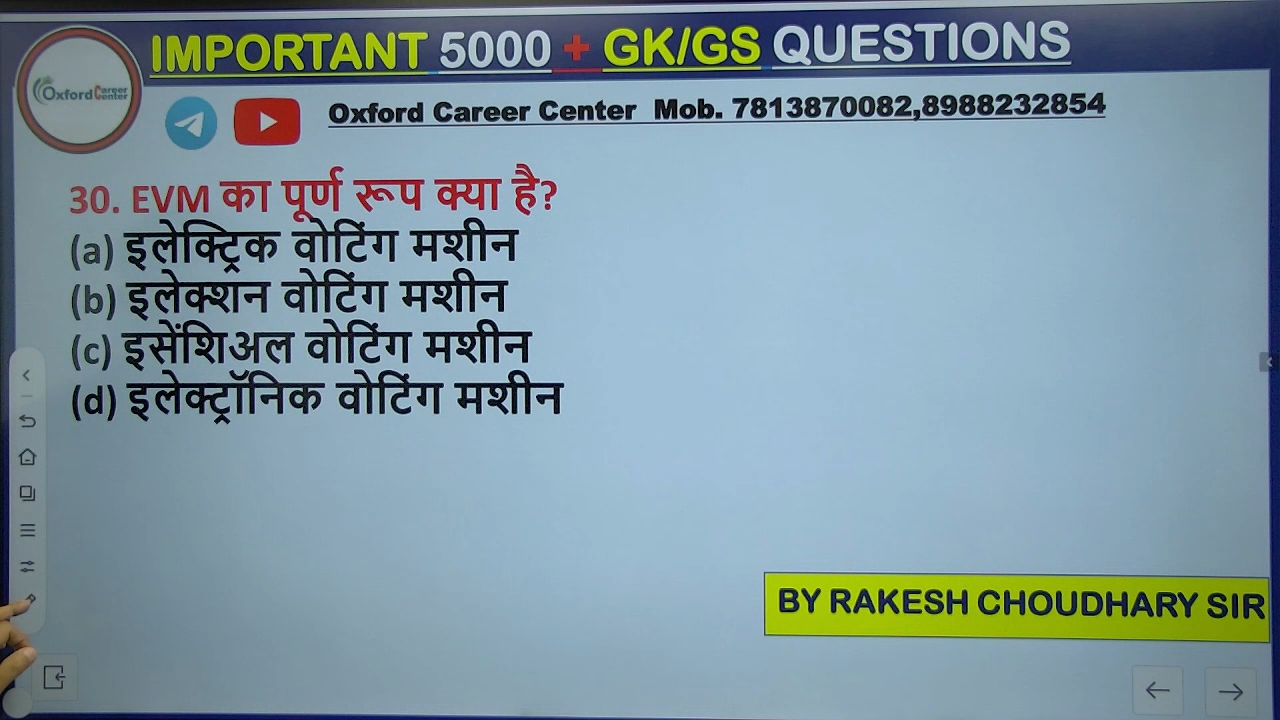 IMPORTANT 5000 + GK/GS QUESTIONS
Oxford Career Center
Oxford Career Center Mob. 7813870082,8988232854
30. EVM का पूर्ण रूप क्या है?
(a) इलेक्ट्रिक वोटिंग मशीन
(b) इलेक्शन वोटिंग मशीन
(c) इसेंशिअल वोटिंग मशीन
(d) इलेक्ट्रॉनिक वोटिंग मशीन
BY RAKESH CHOUDHARY SIR